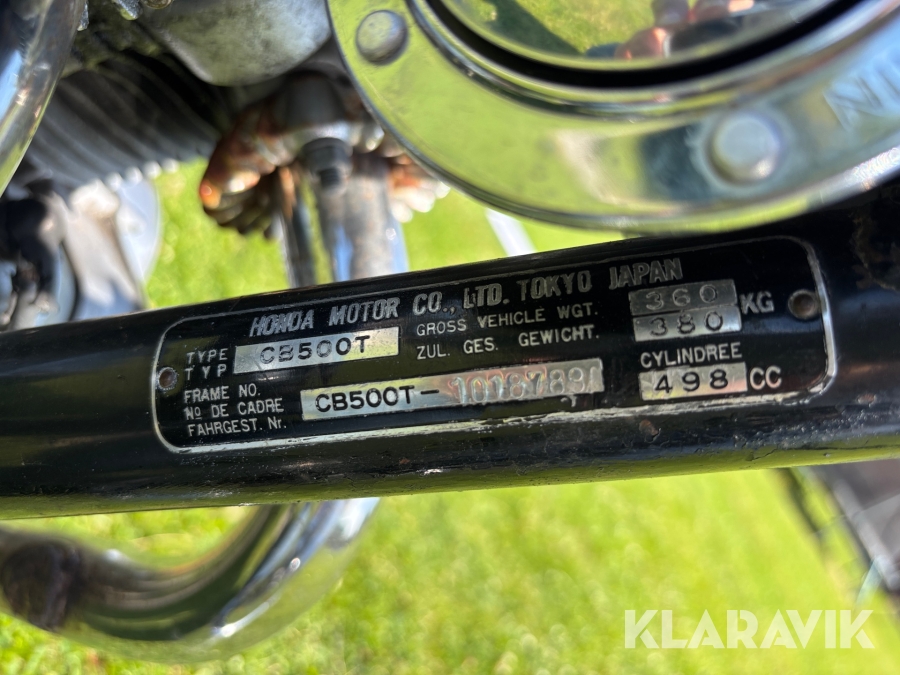 HONDA MOTOR CO., LTD. TOKYO JAPAN
TYPE
TYP
CB500T
GROSS VEHICLE WGT.
ZUL. GES. GEWICHT.
360
380
KG
FRAME NO.
Nº DE CADRE
FAHRGEST. Nr.
CB500T-
CYLINDREE
498 CC
KLARAVIK